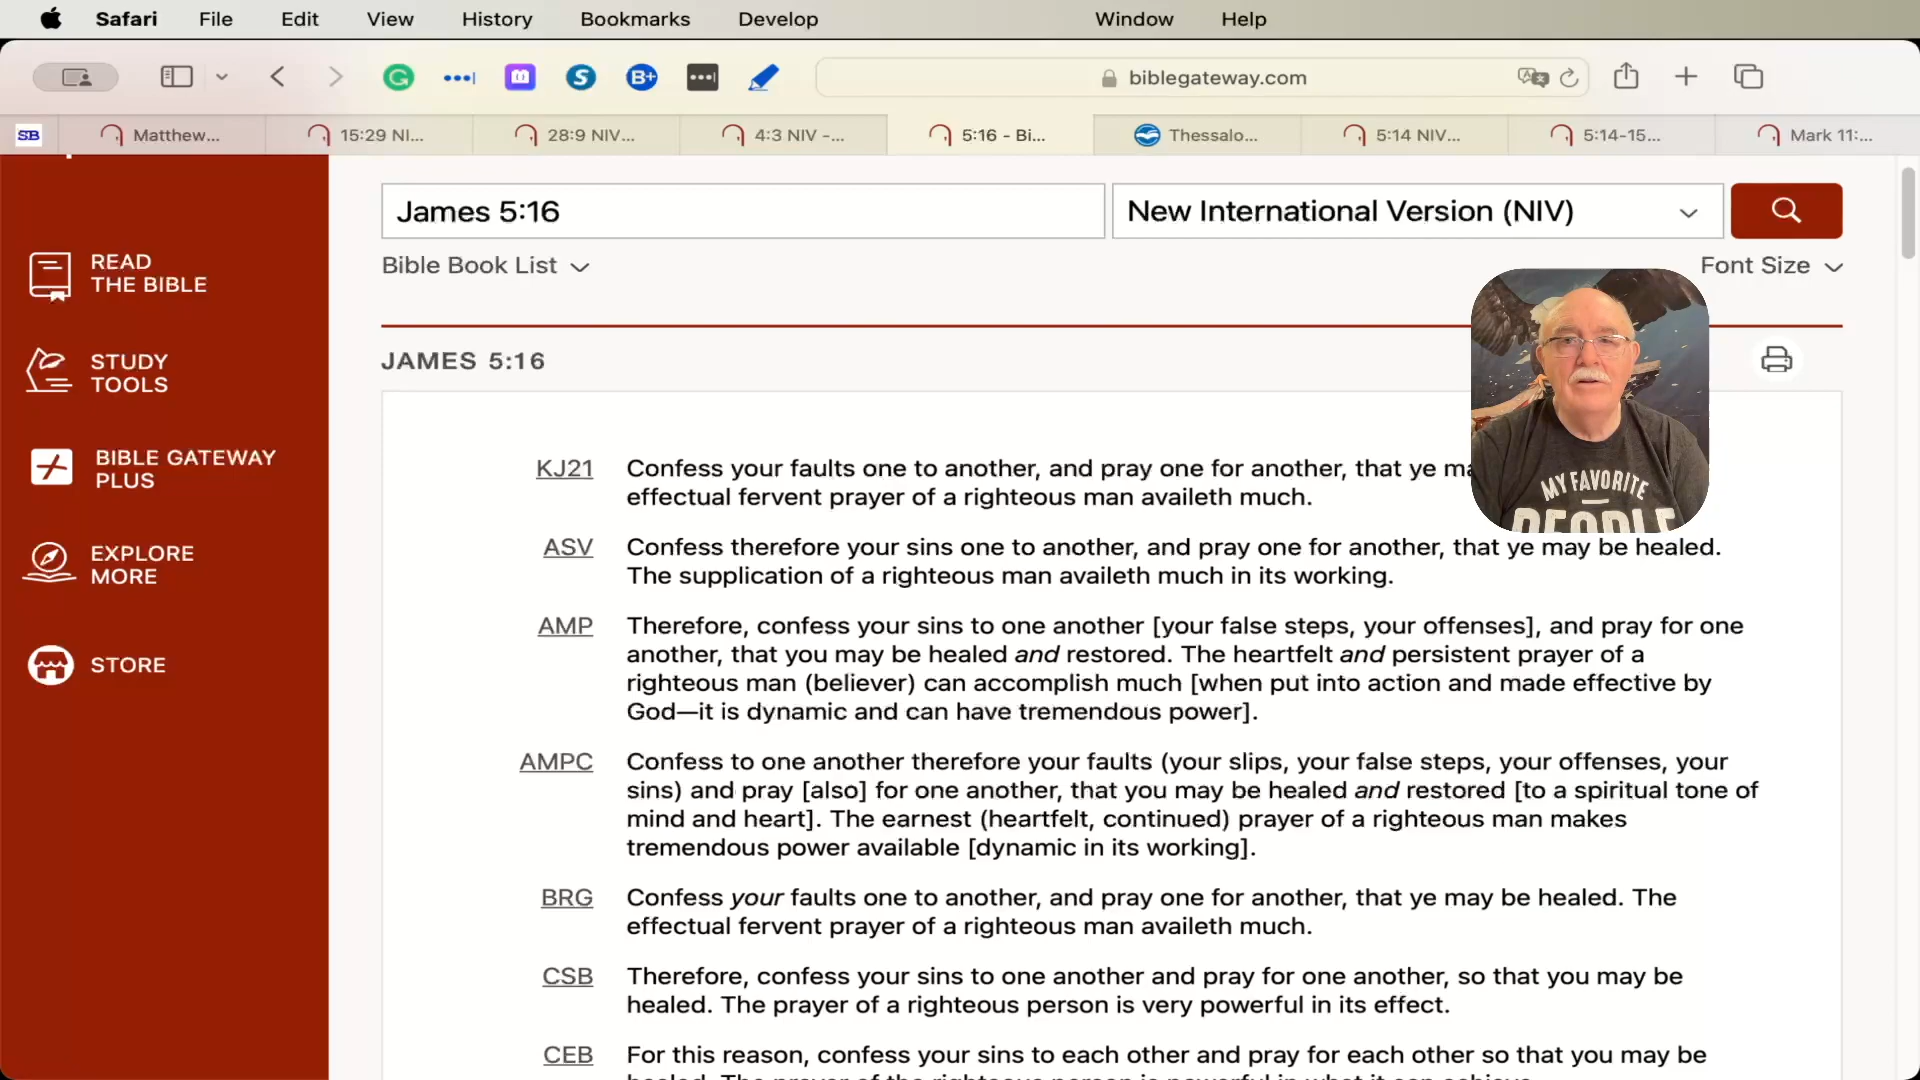 Safari File Edit View History Bookmarks Develop Window Help
biblegateway.com
SB Matthew... 15:29 NI... 28:9 NIV... 4:3 NIV -... 5:16 - Bi... Thessalo... 5:14 NIV... 5:14-15... Mark 11:...
James 5:16 New International Version (NIV)
Bible Book List Font Size
READ
THE BIBLE
STUDY
TOOLS
BIBLE GATEWAY
PLUS
EXPLORE
MORE
STORE
JAMES 5:16
KJ21 Confess your faults one to another, and pray one for another, that ye
effectual fervent prayer of a righteous man availeth much.
ASV Confess therefore your sins one to another, and pray one for another, that ye may be healed.
The supplication of a righteous man availeth much in its working.
AMP Therefore, confess your sins to one another [your false steps, your offenses], and pray for one
another, that you may be healed and restored. The heartfelt and persistent prayer of a
righteous man (believer) can accomplish much [when put into action and made effective by
God—it is dynamic and can have tremendous power].
AMPC Confess to one another therefore your faults (your slips, your false steps, your offenses, your
sins) and pray [also] for one another, that you may be healed and restored [to a spiritual tone of
mind and heart]. The earnest (heartfelt, continued) prayer of a righteous man makes
tremendous power available [dynamic in its working].
BRG Confess your faults one to another, and pray one for another, that ye may be healed. The
effectual fervent prayer of a righteous man availeth much.
CSB Therefore, confess your sins to one another and pray for one another, so that you may be
healed. The prayer of a righteous person is very powerful in its effect.
CEB For this reason, confess your sins to each other and pray for each other so that you may be
MY FAVORITE
PEOPLE